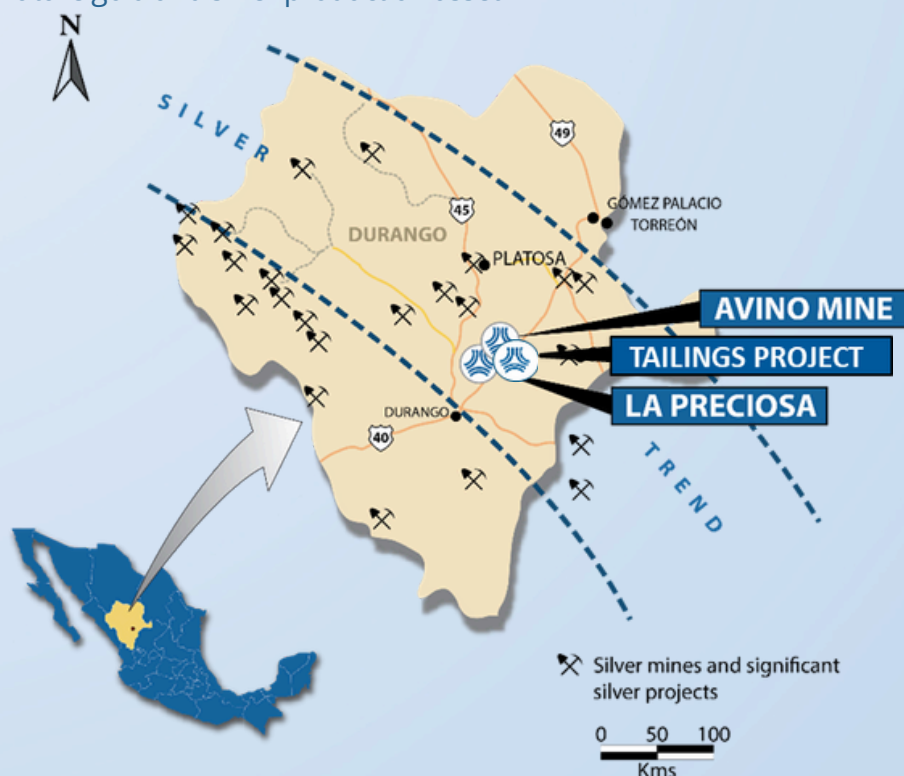 N
SILVER
49
45
GÓMEZ PALACIO
TORREÓN
DURANGO
PLATOSA
AVINO MINE
TAILINGS PROJECT
LA PRECIOSA
DURANGO
40
TREND
Silver mines and significant
silver projects
0 50 100
Kms